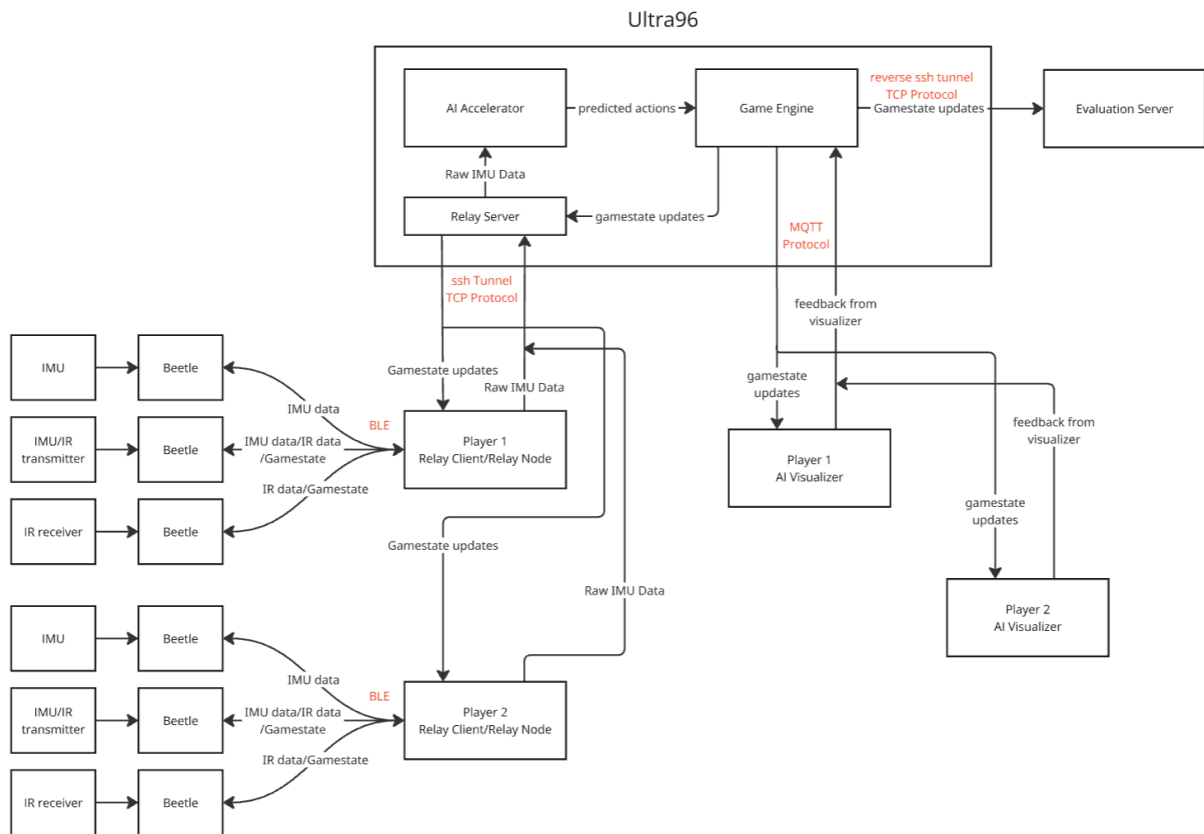 Ultra96
AI Accelerator
predicted actions
Game Engine
reverse ssh tunnel
TCP Protocol
Gamestate updates
Evaluation Server
Raw IMU Data
Relay Server
gamestate updates
MQTT
Protocol
ssh Tunnel
TCP Protocol
feedback from
visualizer
IMU
Beetle
Gamestate updates
Raw IMU Data
gamestate
updates
IMU data
BLE
IMU/IR
transmitter
Beetle
IMU data/IR data
/Gamestate
Player 1
Relay Client/Relay Node
Player 1
AI Visualizer
feedback from
visualizer
IR data/Gamestate
IR receiver
Beetle
gamestate
updates
Gamestate updates
Raw IMU Data
Player 2
AI Visualizer
IMU
Beetle
IMU data
BLE
IMU/IR
transmitter
Beetle
IMU data/IR data
/Gamestate
Player 2
Relay Client/Relay Node
IR data/Gamestate
IR receiver
Beetle